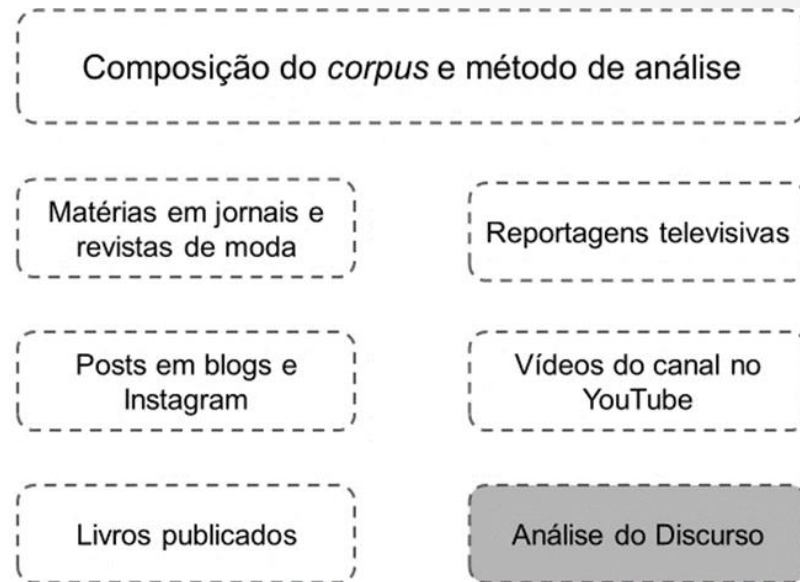 Composição do corpus e método de análise
Matérias em jornais e
revistas de moda
Reportagens televisivas
Posts em blogs e
Instagram
Vídeos do canal no
YouTube
Livros publicados
Análise do Discurso